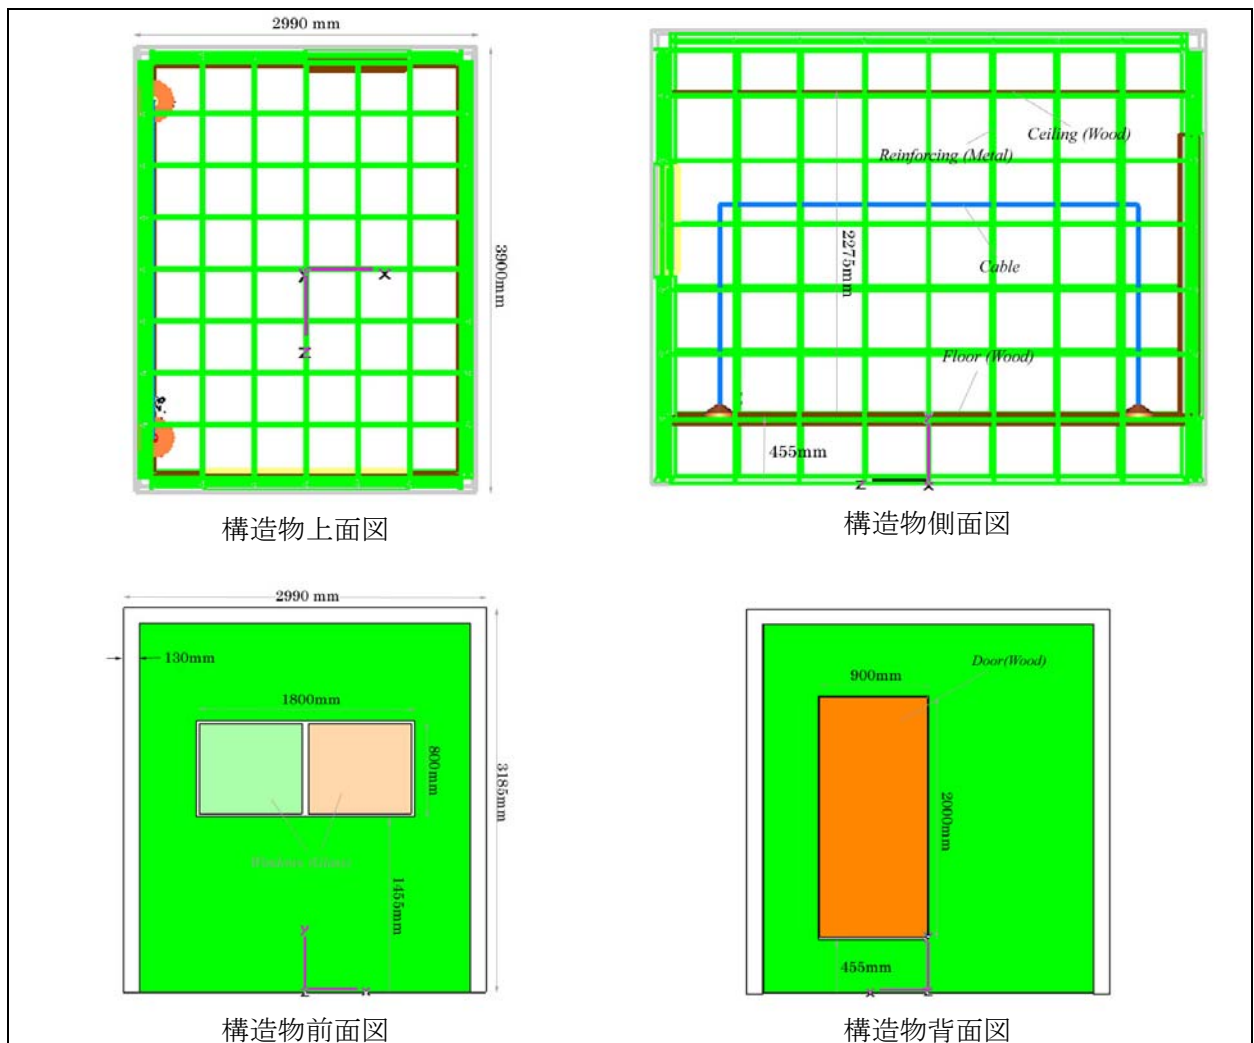 2990 mm
3900mm
X
Z
構造物上面図
Ceiling (Wood)
Reinforcing (Metal)
2275mm
Cable
Floor (Wood)
455mm
Z
X
構造物側面図
2990 mm
130mm
1800mm
800mm
3185mm
1455mm
Y
構造物前面図
Door(Wood)
900mm
2000mm
455mm
X
構造物背面図